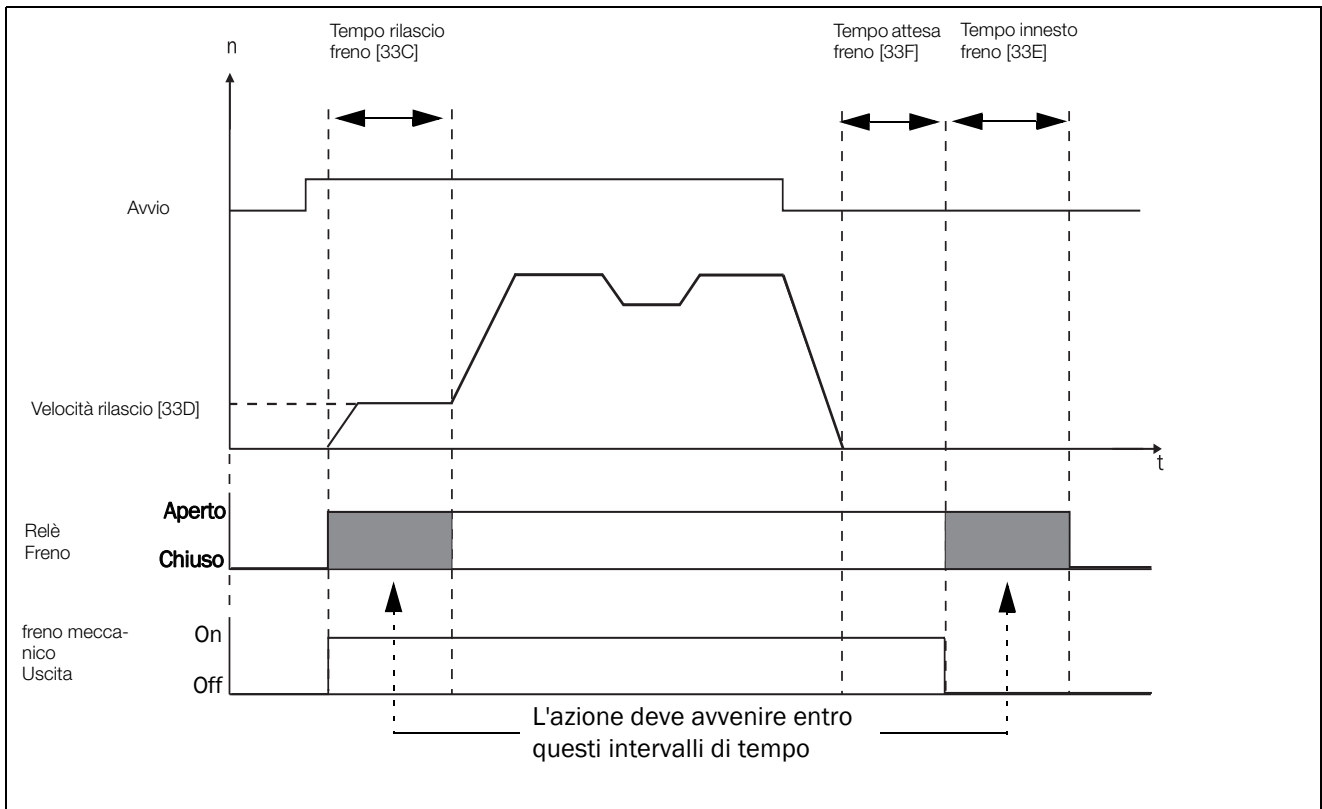 Tempo rilascio
freno [33C]
Tempo attesa
freno [33F]
Tempo innesto
freno [33E]
n
Avvio
Velocità rilascio [33D]
t
Relè
Freno
Aperto
Chiuso
freno mecca-
nico
Uscita
On
Off
L'azione deve avvenire entro
questi intervalli di tempo